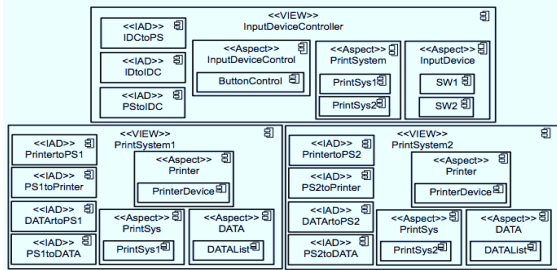 <<VIEW>>
InputDeviceController
<<IAD>>
IDCtoPS
<<IAD>>
IDtoIDC
<<IAD>>
PStoIDC
<<Aspect>>
InputDeviceControl
ButtonControl
<<Aspect>>
PrintSystem
PrintSys1
PrintSys2
<<Aspect>>
InputDevice
SW1
SW2
<<VIEW>>
PrintSystem1
<<IAD>>
PrintertoPS1
<<IAD>>
PS1toPrinter
<<IAD>>
DATArtoPS1
<<IAD>>
PS1toDATA
<<Aspect>>
Printer
PrinterDevice
<<Aspect>>
PrintSys
PrintSys1
<<Aspect>>
DATA
DATAList
<<VIEW>>
PrintSystem2
<<IAD>>
PrintertoPS2
<<IAD>>
PS2toPrinter
<<IAD>>
DATArtoPS2
<<IAD>>
PS2toDATA
<<Aspect>>
Printer
PrinterDevice
<<Aspect>>
PrintSys
PrintSys2
<<Aspect>>
DATA
DATAList